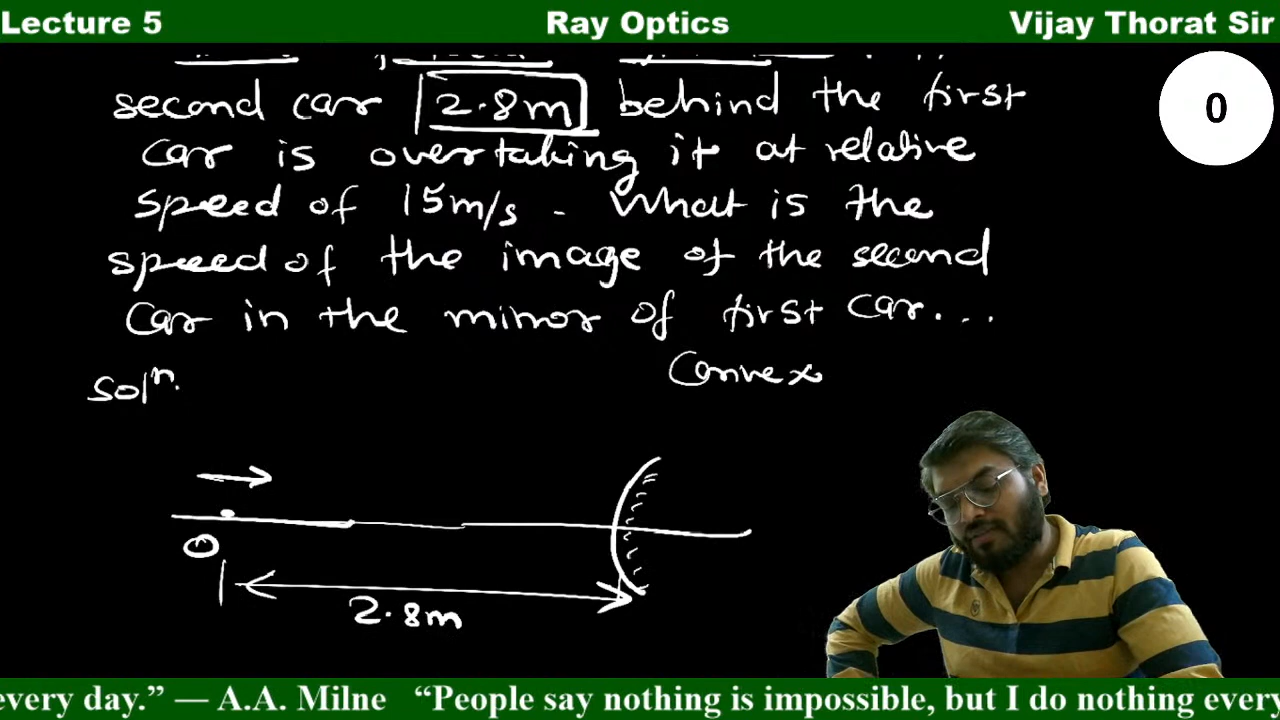 Lecture 5 Ray Optics Vijay Thorat Sir
0
second car 2.8m behind the first
car is overtaking it at relative
speed of 15m/s - What is the
speed of the image of the second
Car in the mirror of first car...
Convex
Solⁿ.
O
2.8m
every day.” — A.A. Milne “People say nothing is impossible, but I do nothing every